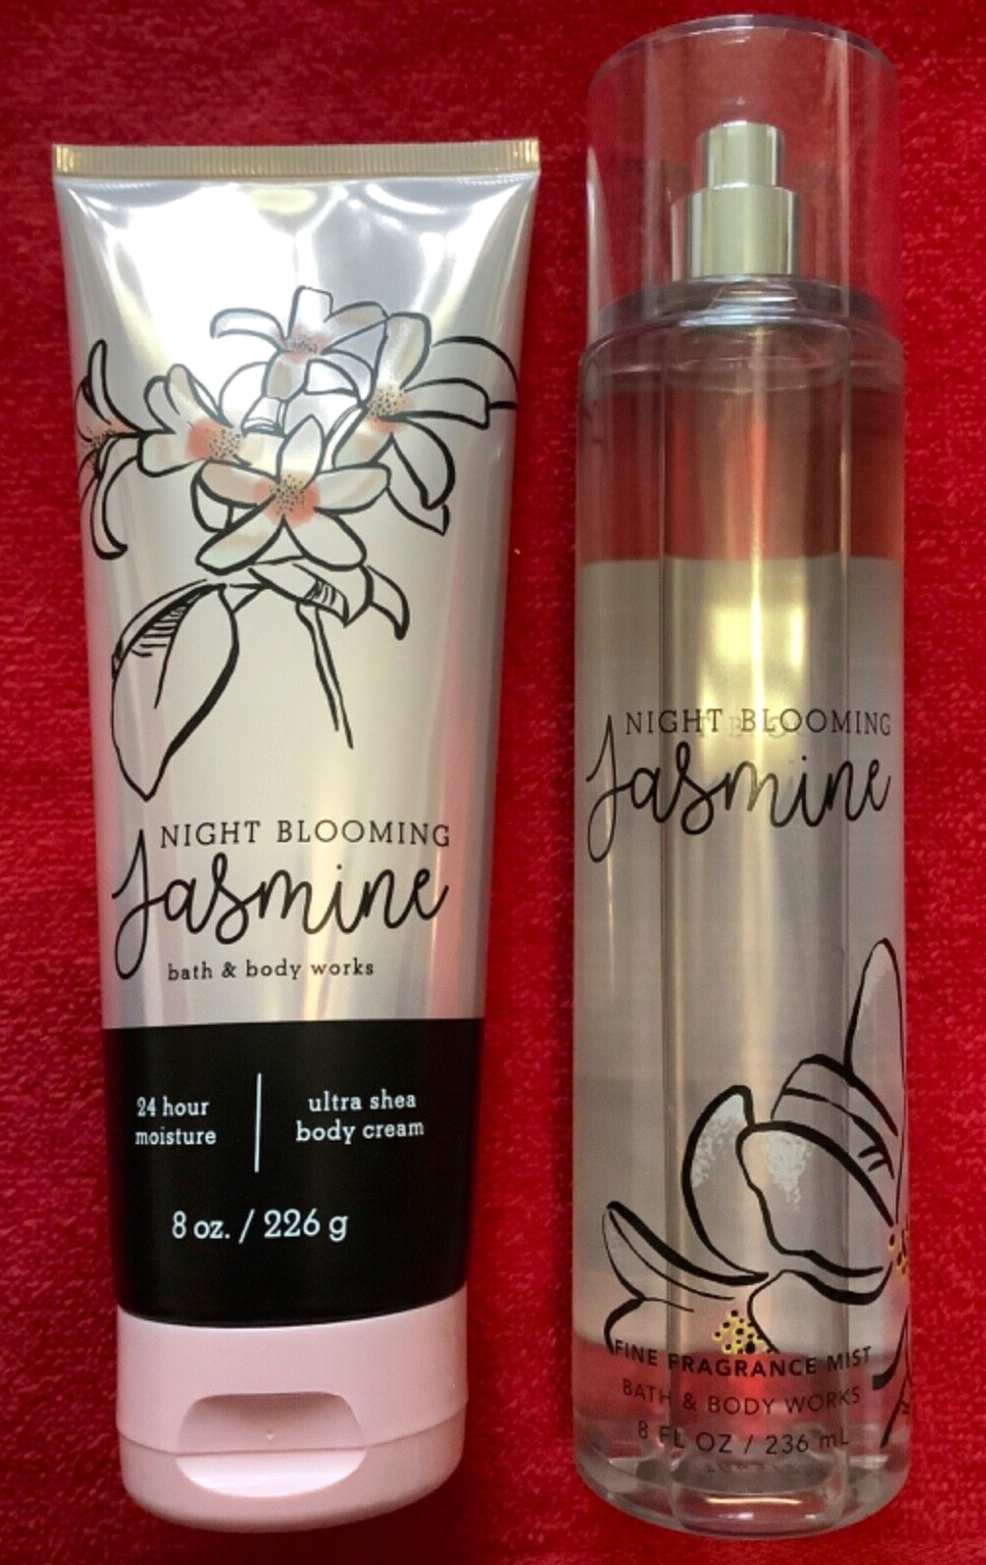 NIGHT BLOOMING
Jasmine
bath & body works
24 hour
moisture
ultra shea
body cream
8 oz. / 226 g
NIGHT BLOOMING
Jasmine
FINE FRAGRANCE MIST
BATH & BODY WORKS
8 FL OZ / 236 mL